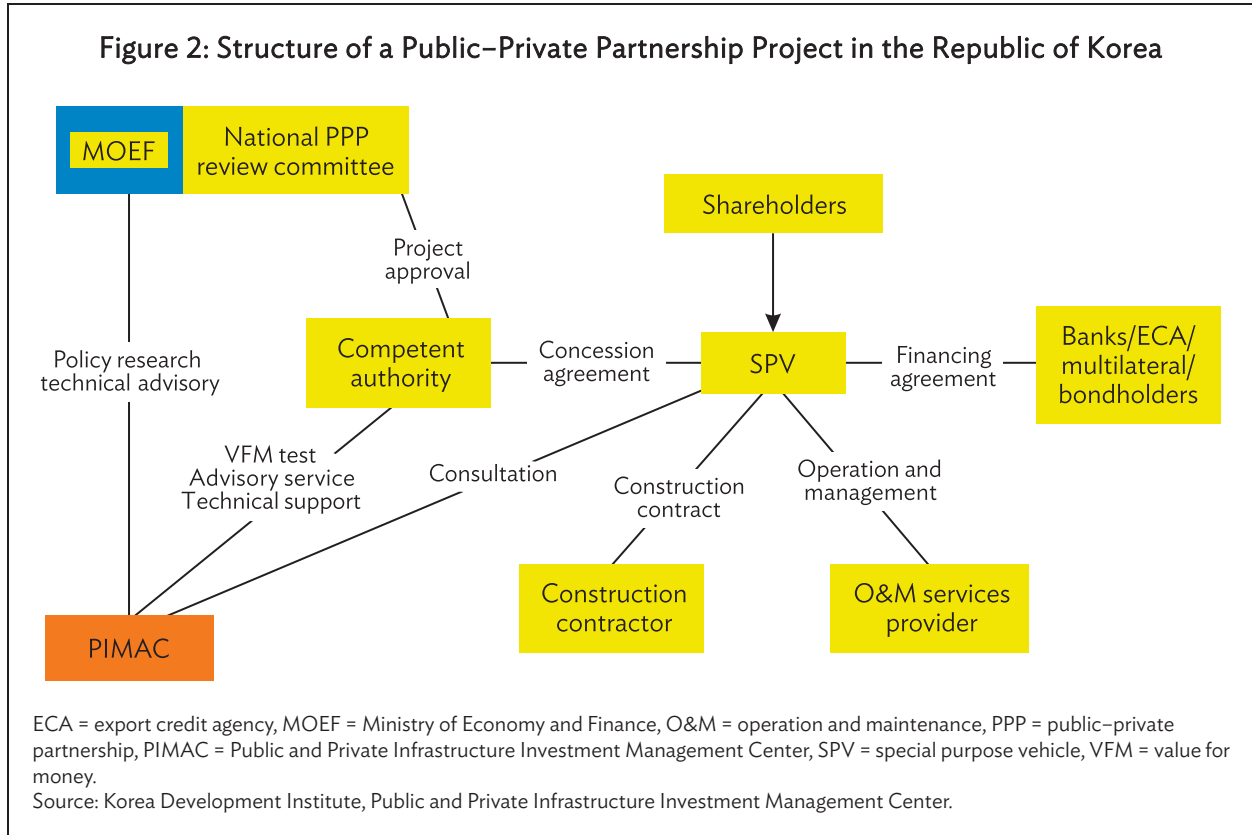 Figure 2: Structure of a Public–Private Partnership Project in the Republic of Korea
MOEF
National PPP
review committee
Shareholders
Project
approval
Policy research
technical advisory
Competent
authority
Concession
agreement
SPV
Financing
agreement
Banks/ECA/
multilateral/
bondholders
VFM test
Advisory service
Technical support
Consultation
Construction
contract
Operation and
management
Construction
contractor
O&M services
provider
PIMAC
ECA = export credit agency, MOEF = Ministry of Economy and Finance, O&M = operation and maintenance, PPP = public–private
partnership, PIMAC = Public and Private Infrastructure Investment Management Center, SPV = special purpose vehicle, VFM = value for
money.
Source: Korea Development Institute, Public and Private Infrastructure Investment Management Center.